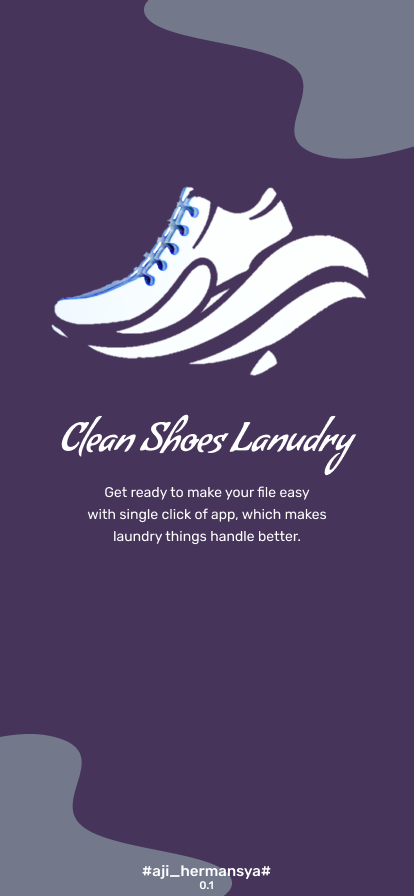 Clean Shoes Lanudry
Get ready to make your file easy
with single click of app, which makes
laundry things handle better.
#aji_hermansya#
0.1